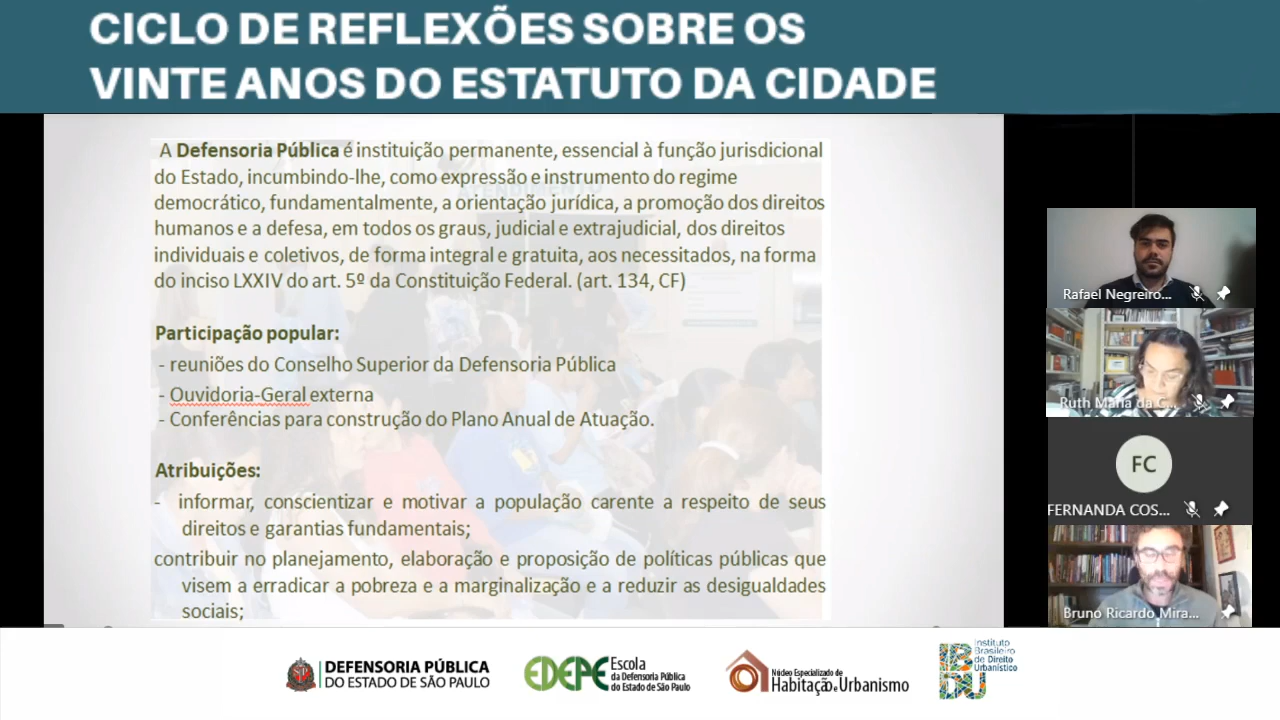 CICLO DE REFLEXÕES SOBRE OS
VINTE ANOS DO ESTATUTO DA CIDADE
A Defensoria Pública é instituição permanente, essencial à função jurisdicional
do Estado, incumbindo-lhe, como expressão e instrumento do regime
democrático, fundamentalmente, a orientação jurídica, a promoção dos direitos
humanos e a defesa, em todos os graus, judicial e extrajudicial, dos direitos
individuais e coletivos, de forma integral e gratuita, aos necessitados, na forma
do inciso LXXIV do art. 5º da Constituição Federal. (art. 134, CF)
Participação popular:
- reuniões do Conselho Superior da Defensoria Pública
- Ouvidoria-Geral externa
- Conferências para construção do Plano Anual de Atuação.
Atribuições:
- informar, conscientizar e motivar a população carente a respeito de seus
direitos e garantias fundamentais;
contribuir no planejamento, elaboração e proposição de políticas públicas que
visem a erradicar a pobreza e a marginalização e a reduzir as desigualdades
sociais;
ATENDIMENTO
Rafael Negreiro...
Ruth Maria da C...
FC
FERNANDA COS...
Bruno Ricardo Mira...
DEFENSORIA PÚBLICA
DO ESTADO DE SÃO PAULO
EDEPE
Escola
da Defensoria Pública
do Estado de São Paulo
Núcleo Especializado de
Habitação e Urbanismo
IBDU
Instituto
Brasileiro
de Direito
Urbanístico